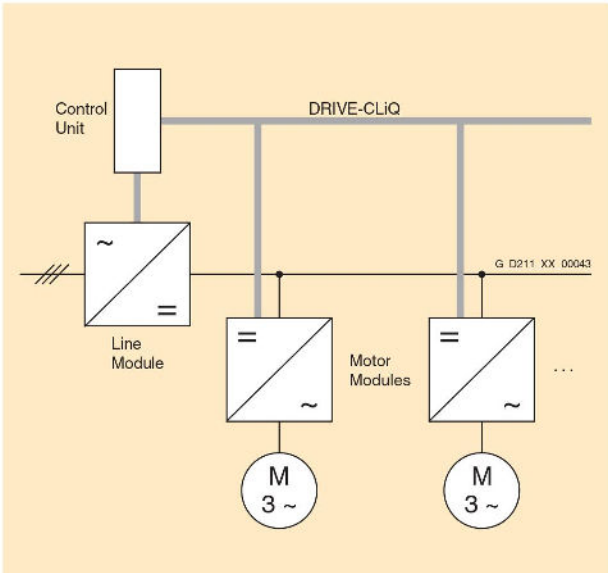 DRIVE-CLiQ
Control
Unit
~
=
G_D211_XX_00043
Line
Module
=
~
Motor
Modules
=
~
...
M
3 ~
M
3 ~